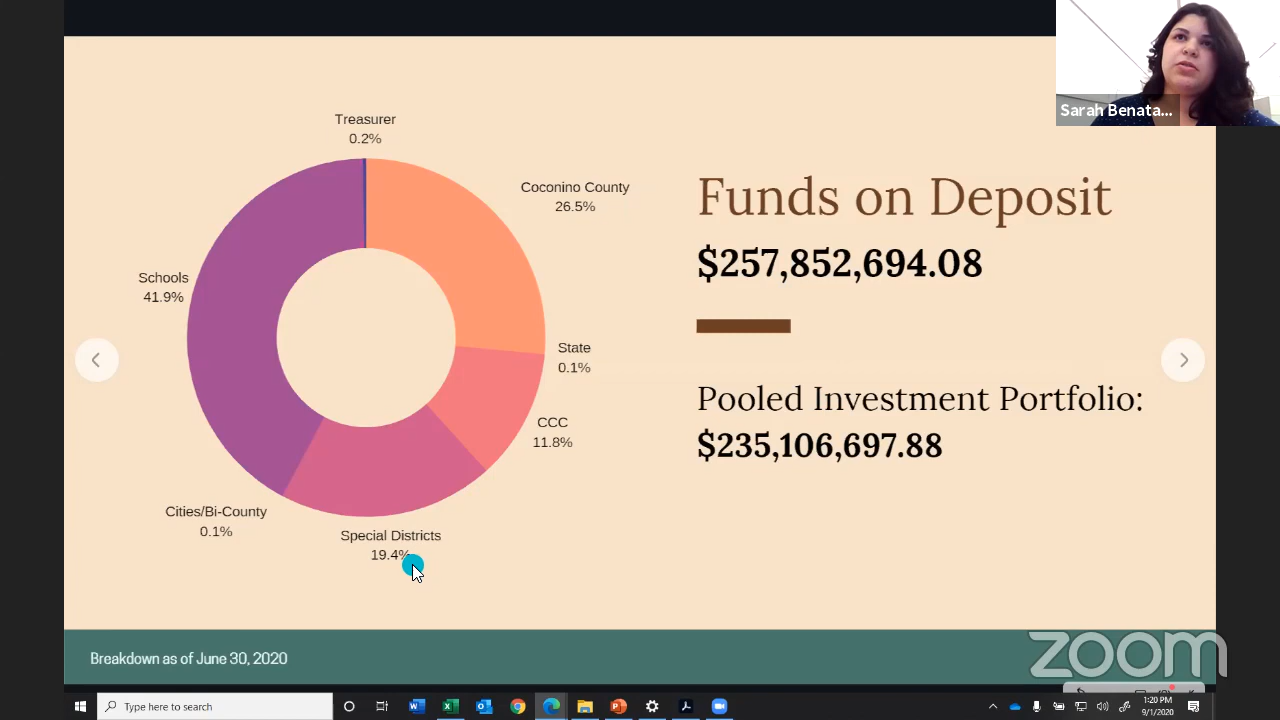 Sarah Benata...
Treasurer
0.2%
Coconino County
26.5%
Schools
41.9%
State
0.1%
CCC
11.8%
Cities/Bi-County
0.1%
Special Districts
19.4%
Funds on Deposit
$257,852,694.08
Pooled Investment Portfolio:
$235,106,697.88
Breakdown as of June 30, 2020
zoom
Type here to search
1:20 PM
9/1/2020